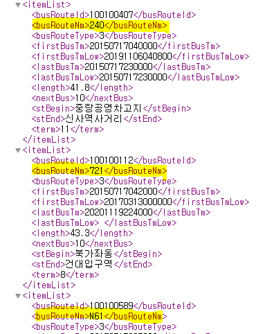 ▼<itemList>
<busRouteId>100100407</busRouteId>
<busRouteNm>240</busRouteNm>
<busRouteType>3</busRouteType>
<firstBusTm>20150717040000</firstBusTm>
<firstBusTmLow>20191106040800</firstBusTmLow>
<lastBusTm>20150717230000</lastBusTm>
<lastBusTmLow>20150717230000</lastBusTmLow>
<length>41.8</length>
<nextBus>10</nextBus>
<stBegin>중랑공영차고지</stBegin>
<stEnd>신사역사거리</stEnd>
<term>11</term>
</itemList>
▼<itemList>
<busRouteId>100100112</busRouteId>
<busRouteNm>721</busRouteNm>
<busRouteType>3</busRouteType>
<firstBusTm>20150717042000</firstBusTm>
<firstBusTmLow>20170313000000</firstBusTmLow>
<lastBusTm>20201119224000</lastBusTm>
<lastBusTmLow> </lastBusTmLow>
<length>43.3</length>
<nextBus>10</nextBus>
<stBegin>북가좌동</stBegin>
<stEnd>건대입구역</stEnd>
<term>8</term>
</itemList>
▼<itemList>
<busRouteId>100100589</busRouteId>
<busRouteNm>N61</busRouteNm>
<busRouteType>3</busRouteType>